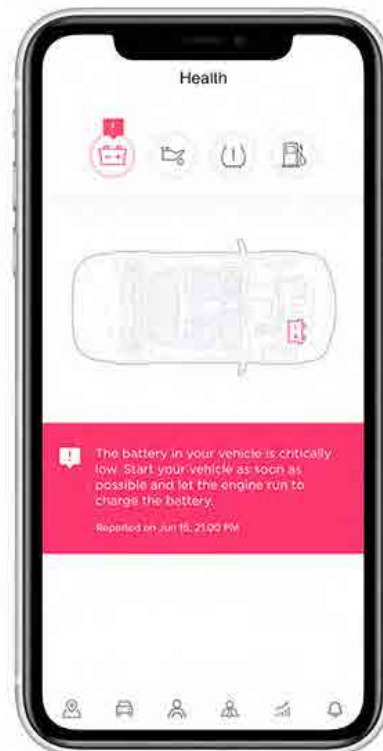 Health
The battery in your vehicle is critically
low. Start your vehicle as soon as
possible and let the engine run to
charge the battery.
Reported on Jun 15, 21:00 PM